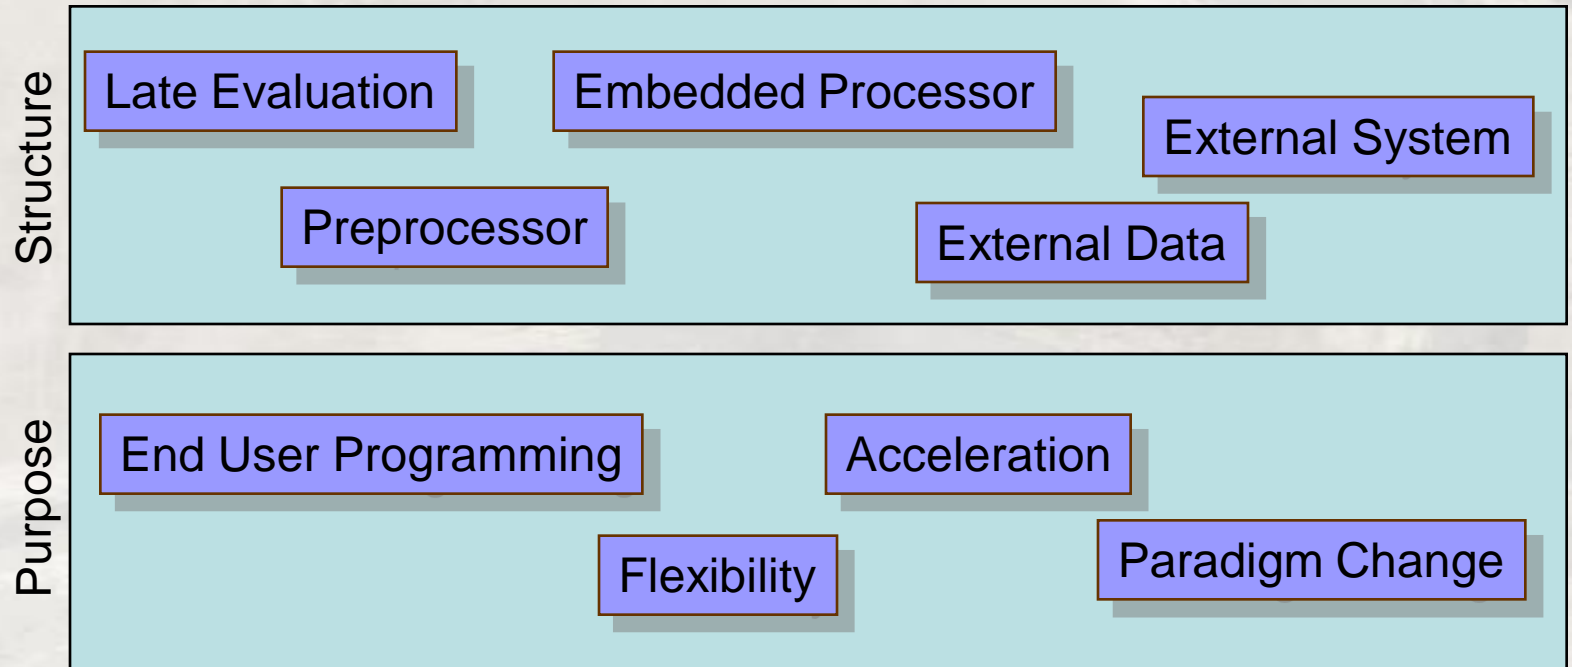 Structure
Late Evaluation
Embedded Processor
External System
Preprocessor
External Data
Purpose
End User Programming
Acceleration
Paradigm Change
Flexibility